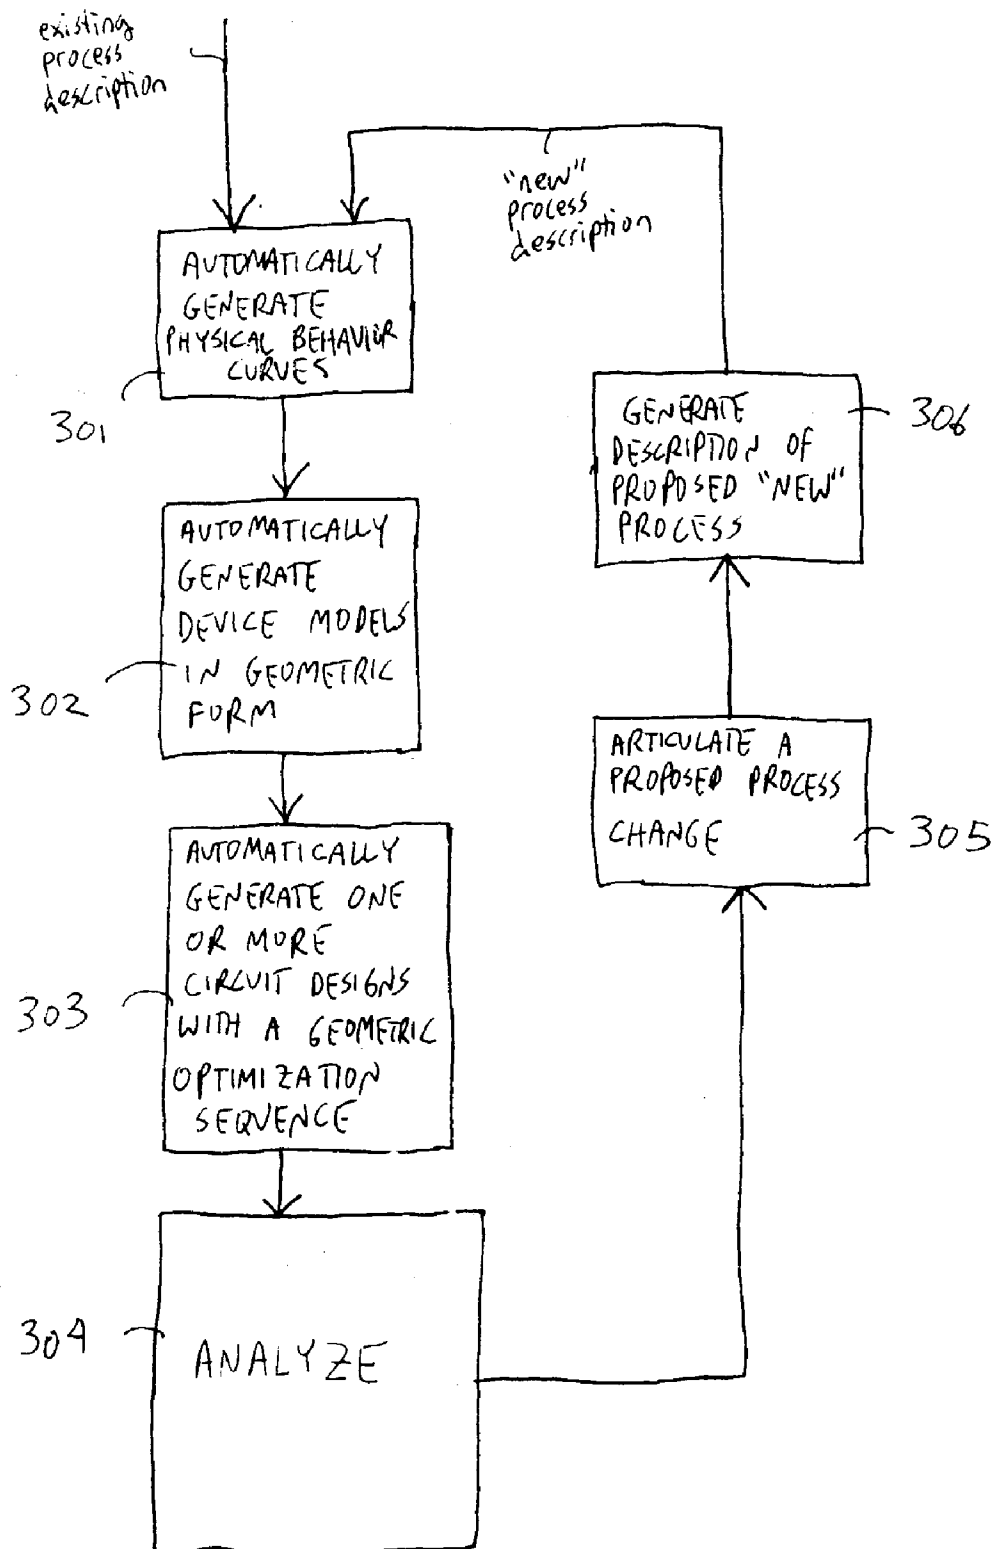 existing
process
description
"new"
process
description
AUTOMATICALLY
GENERATE
PHYSICAL BEHAVIOR
CURVES
301
AUTOMATICALLY
GENERATE
DEVICE MODELS
IN GEOMETRIC
FORM
302
AUTOMATICALLY
GENERATE ONE
OR MORE
CIRCUIT DESIGNS
WITH A GEOMETRIC
OPTIMIZATION
SEQUENCE
303
ANALYZE
304
ARTICULATE A
PROPOSED PROCESS
CHANGE
305
GENERATE
DESCRIPTION OF
PROPOSED "NEW"
PROCESS
306